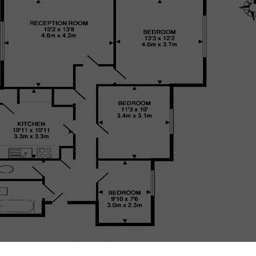 RECEPTION ROOM
15'2 x 13'8
4.6m x 4.2m
BEDROOM
13'3 x 12'2
4.0m x 3.7m
BEDROOM
11'3 x 10'
3.4m x 3.1m
KITCHEN
10'11 x 10'11
3.3m x 3.3m
BEDROOM
9'10 x 7'6
3.0m x 2.3m